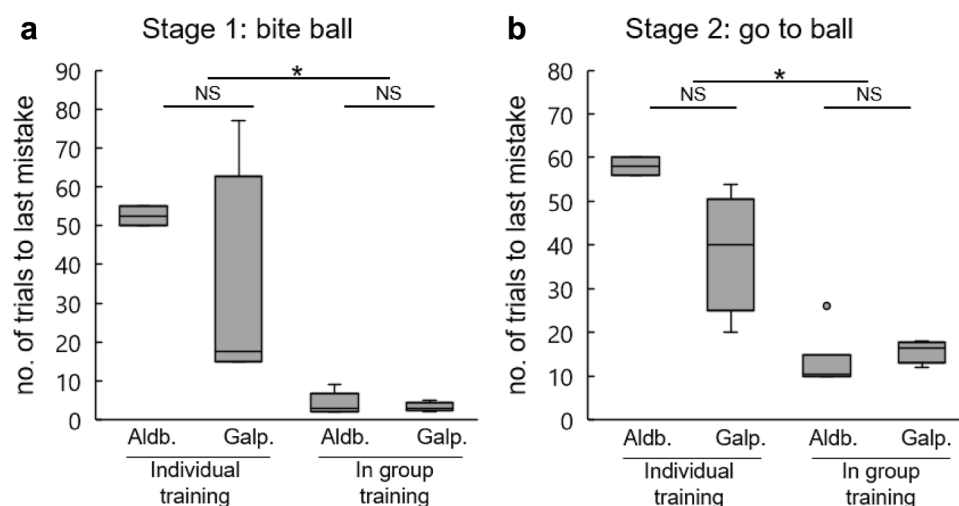 a
Stage 1: bite ball
no. of trials to last mistake
90
80
70
60
50
40
30
20
10
0
*
NS
NS
Aldb.
Galp.
Aldb.
Galp.
Individual
training
In group
training
b
Stage 2: go to ball
no. of trials to last mistake
80
70
60
50
40
30
20
10
0
*
NS
NS
Aldb.
Galp.
Aldb.
Galp.
Individual
training
In group
training